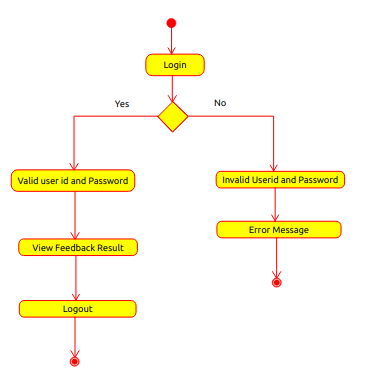 Login
Yes
No
Valid user id and Password
Invalid Userid and Password
View Feedback Result
Error Message
Logout